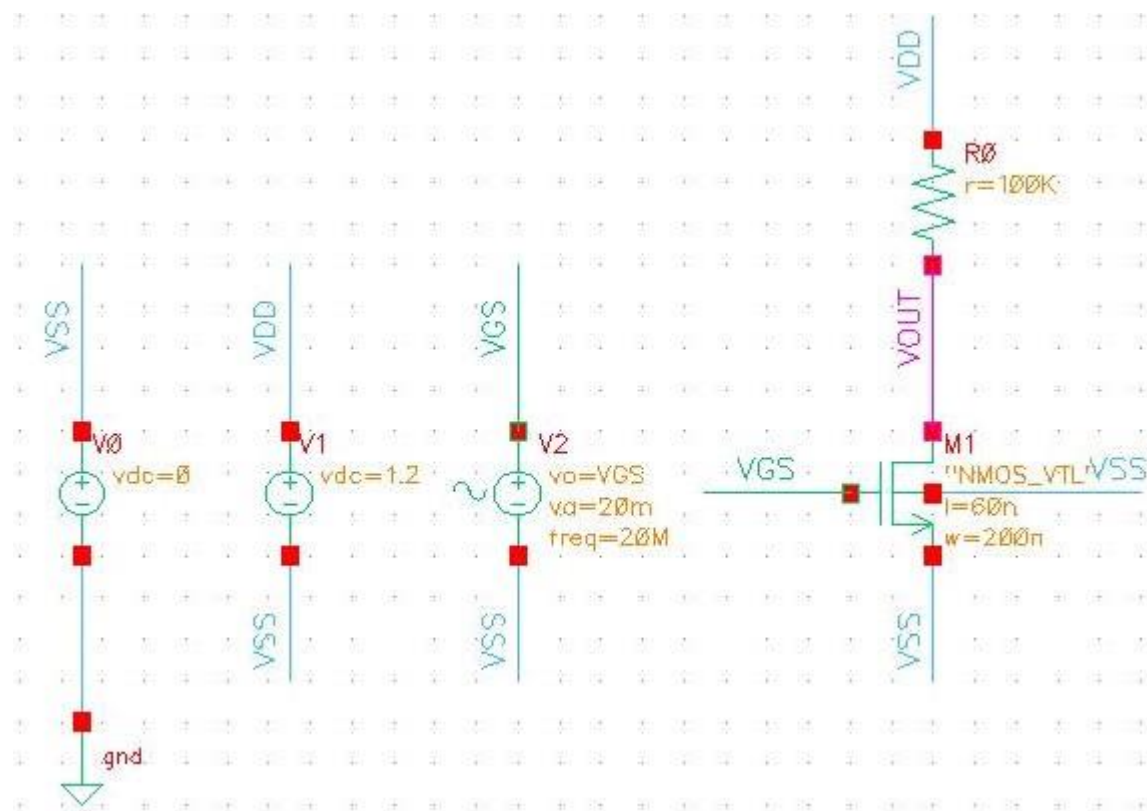 VDD
R0
r=100K
VSS
VDD
VGS
VOUT
V0
vdc=0
V1
vdc=1.2
V2
vo=VGS
va=20m
freq=20M
VGS
M1
"NMOS_VTL"
VSS
l=60n
w=200n
VSS
VSS
VSS
gnd